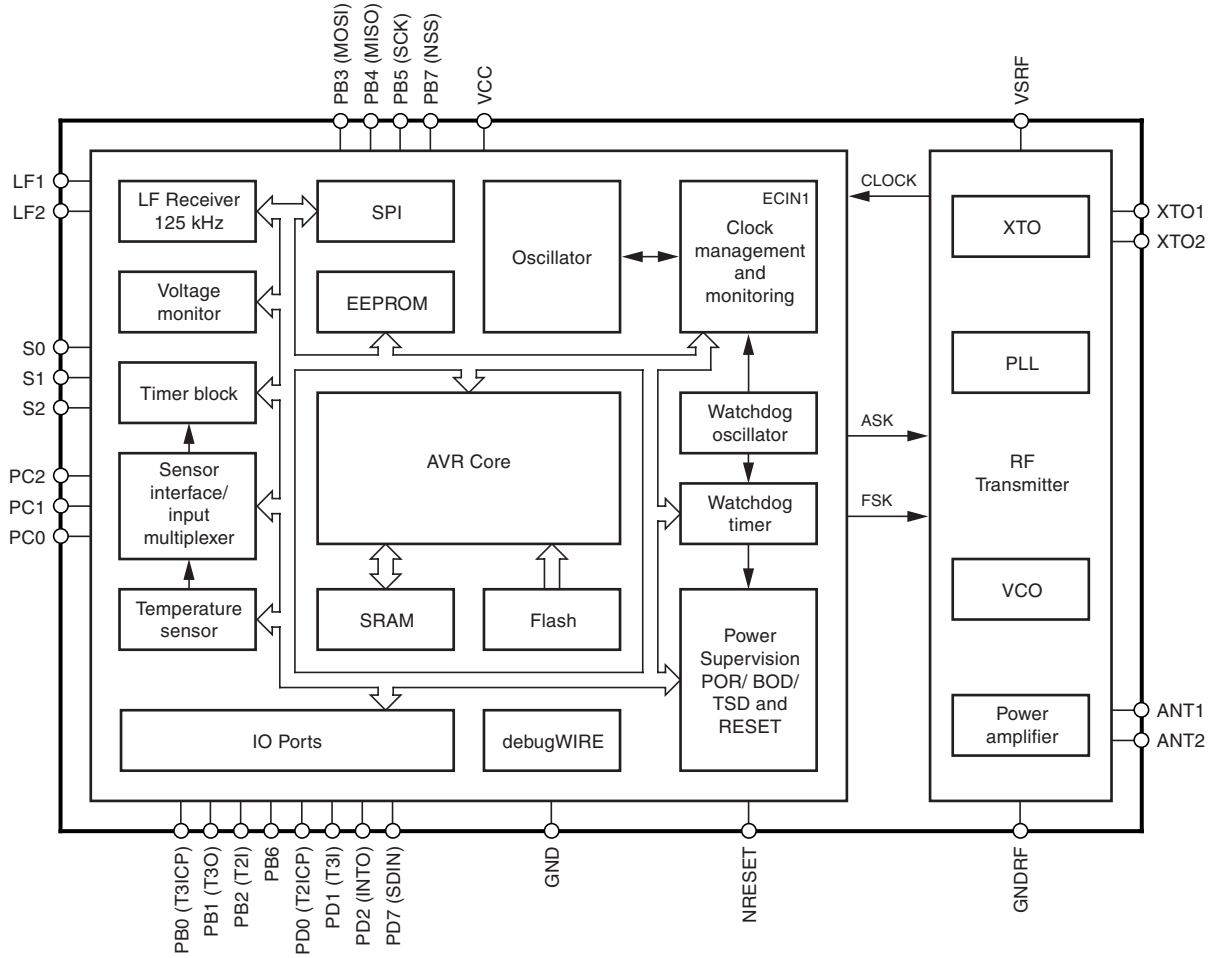 PB3 (MOSI)
PB4 (MISO)
PB5 (SCK)
PB7 (NSS)
VCC
VSRF
LF1
LF2
S0
S1
S2
PC2
PC1
PC0
LF Receiver
125 kHz
SPI
Oscillator
ECIN1
Clock
management
and
monitoring
Voltage
monitor
EEPROM
Timer block
AVR Core
Watchdog
oscillator
Sensor
interface/
input
multiplexer
Watchdog
timer
Temperature
sensor
SRAM
Flash
Power
Supervision
POR/ BOD/
TSD and
RESET
IO Ports
debugWIRE
CLOCK
ASK
FSK
XTO
PLL
RF
Transmitter
VCO
Power
amplifier
XTO1
XTO2
ANT1
ANT2
PB0 (T3ICP)
PB1 (T3O)
PB2 (T2I)
PB6
PD0 (T2ICP)
PD1 (T3I)
PD2 (INTO)
PD7 (SDIN)
GND
NRESET
GNDRF